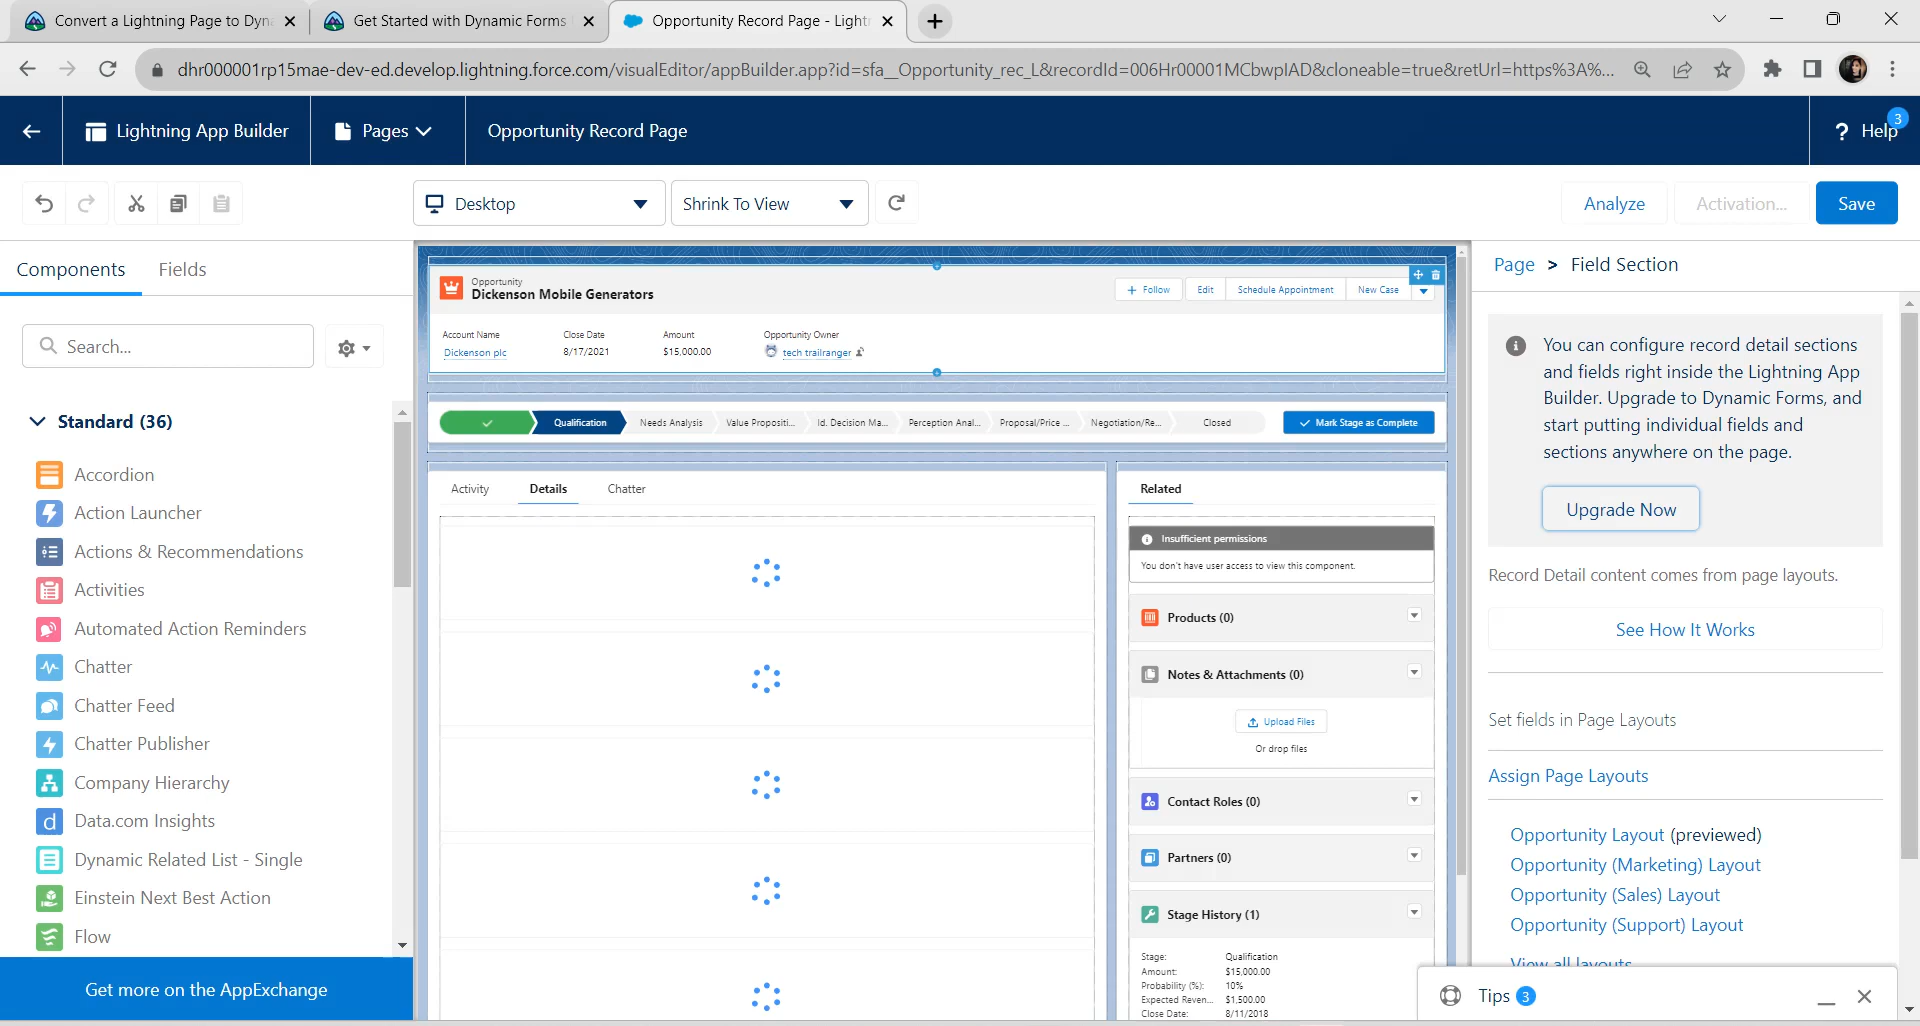 Convert a Lightning Page to Dyna
Get Started with Dynamic Forms
Opportunity Record Page - Light
dhr000001rp15mae-dev-ed.develop.lightning.force.com/visualEditor/appBuilder.app?id=sfa__Opportunity_rec_L&recordId=006Hr00001MCbwpIAD&cloneable=true&retUrl=https%3A%...
Lightning App Builder
Pages
Opportunity Record Page
? Help
3
Desktop
Shrink To View
Analyze
Activation...
Save
Components
Fields
Search...
Standard (36)
Accordion
Action Launcher
Actions & Recommendations
Activities
Automated Action Reminders
Chatter
Chatter Feed
Chatter Publisher
Company Hierarchy
d Data.com Insights
Dynamic Related List - Single
Einstein Next Best Action
Flow
Get more on the AppExchange
Opportunity
Dickenson Mobile Generators
+ Follow
Edit
Schedule Appointment
New Case
Account Name
Close Date
Amount
Opportunity Owner
Dickenson plc
8/17/2021
$15,000.00
tech trailranger
Qualification
Needs Analysis
Value Propositi...
Id. Decision Ma...
Perception Anal...
Proposal/Price ...
Negotiation/Re...
Closed
Mark Stage as Complete
Activity
Details
Chatter
Related
Insufficient permissions
You don't have user access to view this component.
Products (0)
Notes & Attachments (0)
Upload Files
Or drop files
Contact Roles (0)
Partners (0)
Stage History (1)
Stage: Qualification
Amount: $15,000.00
Probability (%): 10%
Expected Reven... $1,500.00
Close Date: 8/11/2018
Page > Field Section
You can configure record detail sections
and fields right inside the Lightning App
Builder. Upgrade to Dynamic Forms, and
start putting individual fields and
sections anywhere on the page.
Upgrade Now
Record Detail content comes from page layouts.
See How It Works
Set fields in Page Layouts
Assign Page Layouts
Opportunity Layout (previewed)
Opportunity (Marketing) Layout
Opportunity (Sales) Layout
Opportunity (Support) Layout
View all layouts
Tips 3